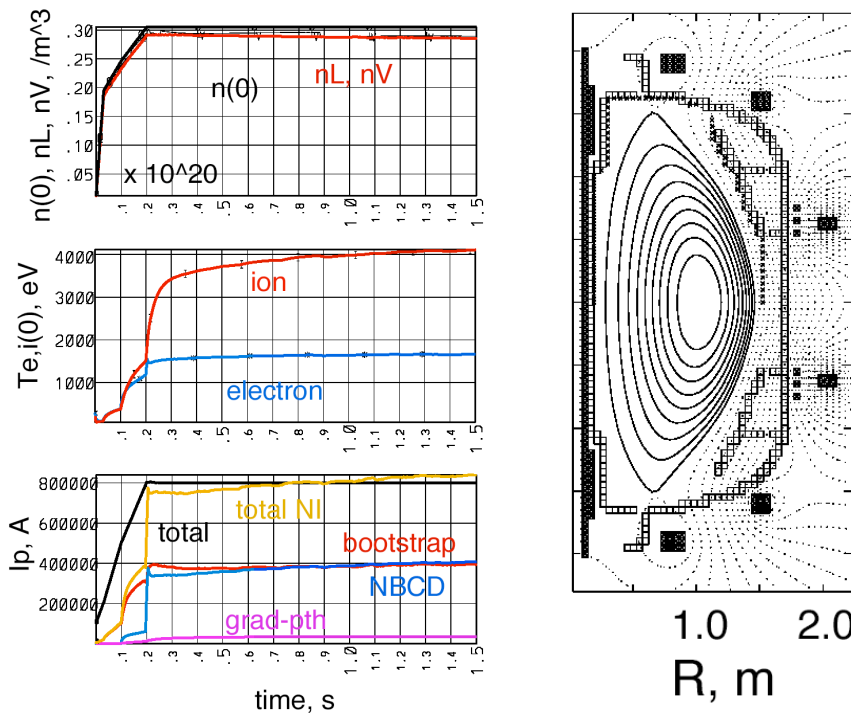 n(0), nL, nV, /m^3
.30
.25
.20
.15
.10
.05
n(0)
nL, nV
x 10^20
.1 .2 .3 .4 .5 .6 .7 .8 .9 1.0 1.1 1.2 1.3 1.4 1.5
Te,i(0), eV
4000
3000
2000
1000
ion
electron
.1 .2 .3 .4 .5 .6 .7 .8 .9 1.0 1.1 1.2 1.3 1.4 1.5
Ip, A
800000
600000
400000
200000
total
total NI
bootstrap
NBCD
grad-pth
.1 .2 .3 .4 .5 .6 .7 .8 .9 1.0 1.1 1.2 1.3 1.4 1.5
time, s
1.0 2.0
R, m